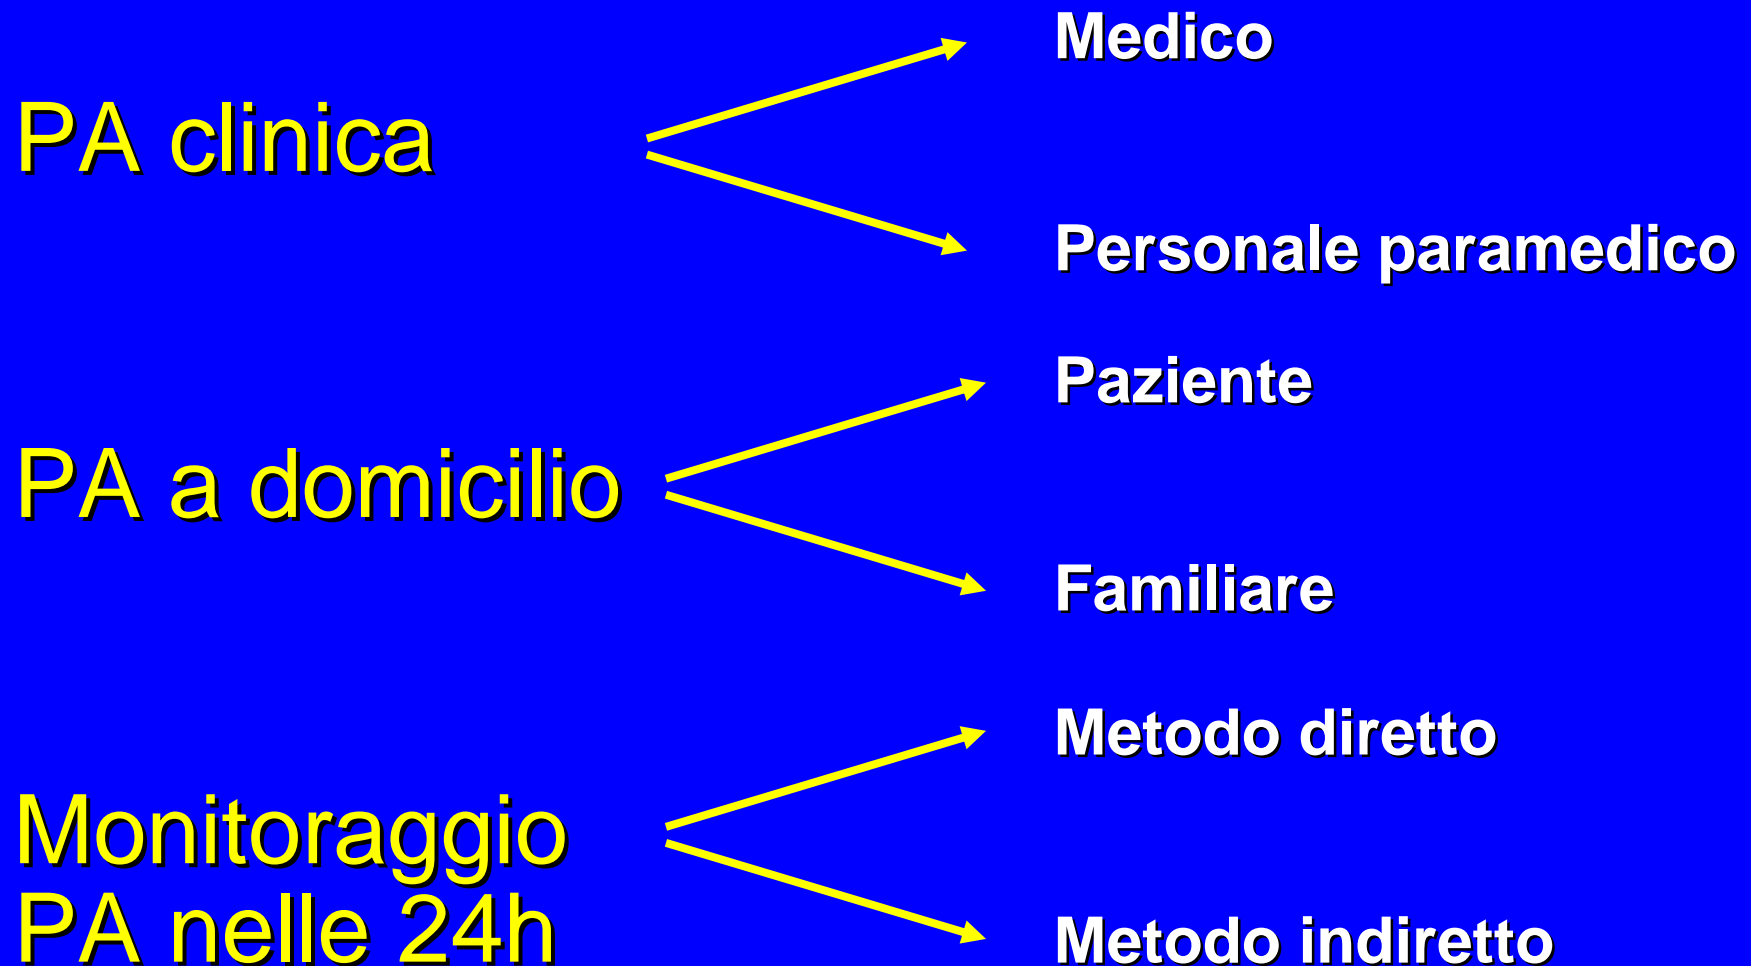 PA clinica
Medico
Personale paramedico
PA a domicilio
Paziente
Familiare
Monitoraggio
PA nelle 24h
Metodo diretto
Metodo indiretto